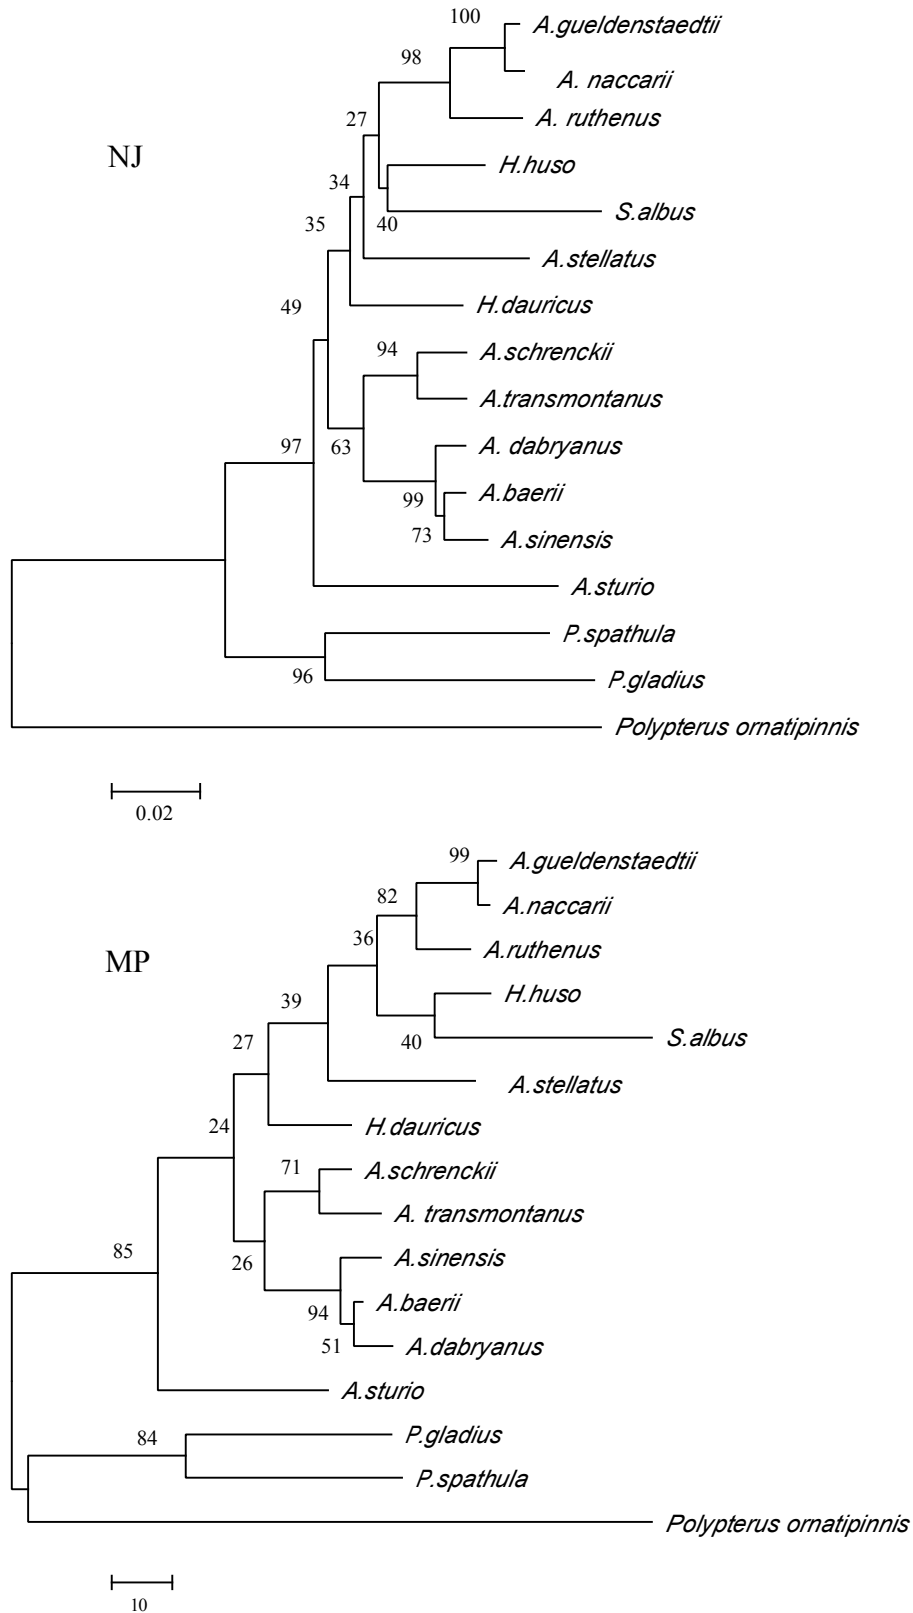 100
A.gueldenstaedtii
98
A. naccarii
27
A. ruthenus
NJ
H.huso
34
S.albus
35
40
A.stellatus
49
H.dauricus
94
A.schrenckii
A.transmontanus
97
63
A. dabryanus
99
A.baerii
73
A.sinensis
A.sturio
P.spathula
96
P.gladius
Polypterus ornatipinnis
0.02
99
A.gueldenstaedtii
82
A.naccarii
36
A.ruthenus
MP
39
H.huso
27
40
S.albus
A.stellatus
24
H.dauricus
71
A.schrenckii
A. transmontanus
85
26
A.sinensis
94
A.baerii
51
A.dabryanus
A.sturio
84
P.gladius
P.spathula
Polypterus ornatipinnis
10